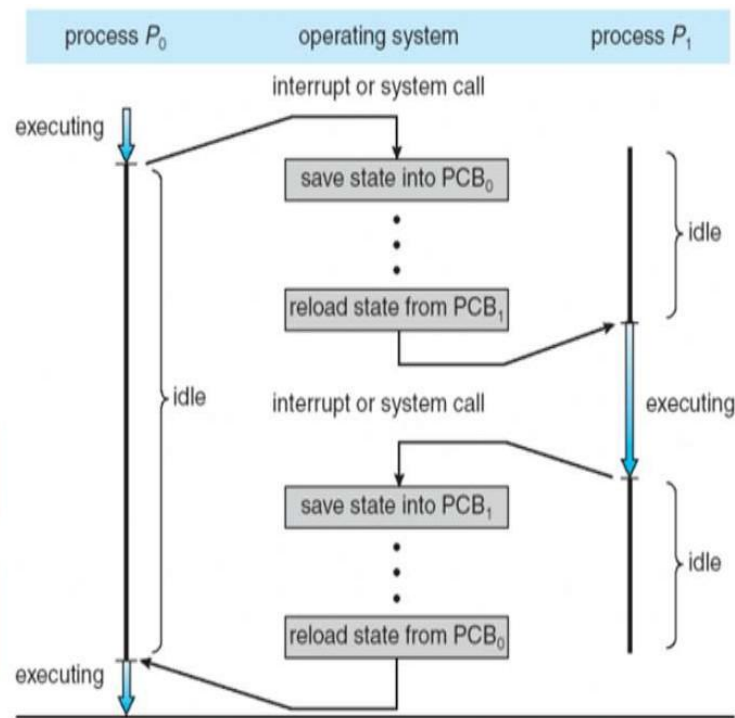 process P₀ operating system process P₁
interrupt or system call
executing
save state into PCB₀
idle
reload state from PCB₁
idle
interrupt or system call
executing
save state into PCB₁
idle
reload state from PCB₀
executing